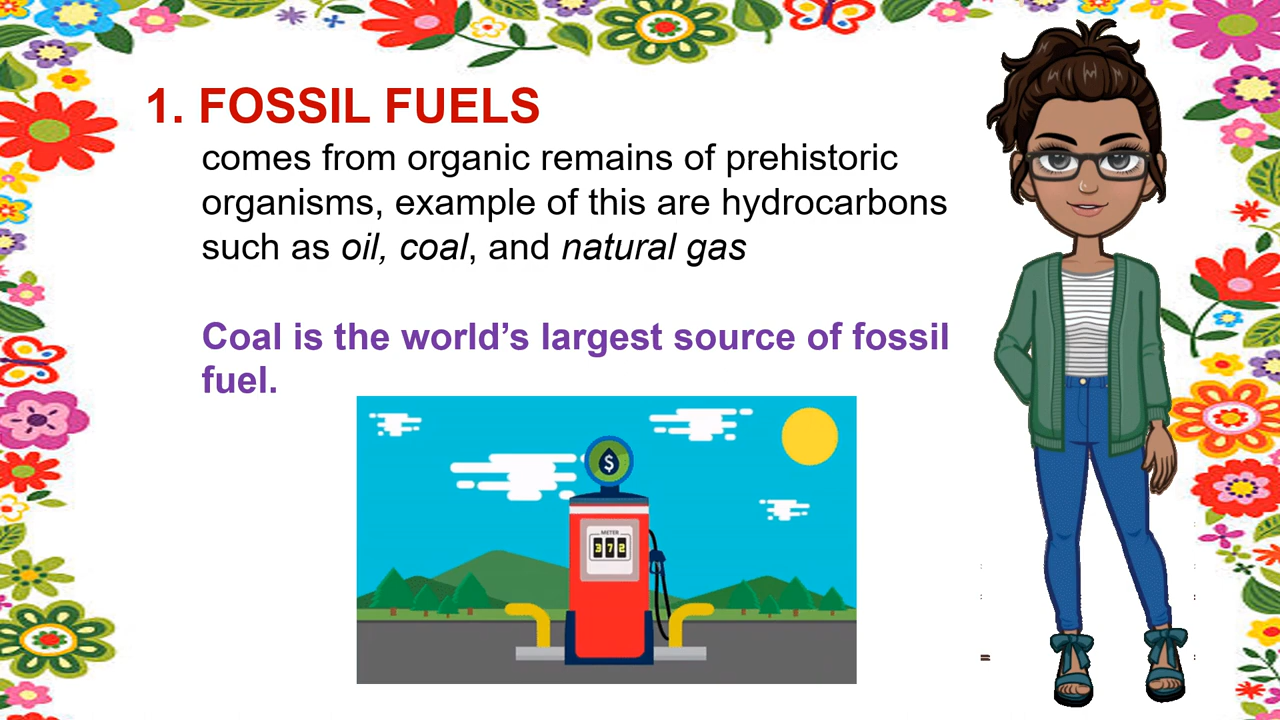 1. FOSSIL FUELS
comes from organic remains of prehistoric
organisms, example of this are hydrocarbons
such as oil, coal, and natural gas
Coal is the world’s largest source of fossil
fuel.
$
METER
372